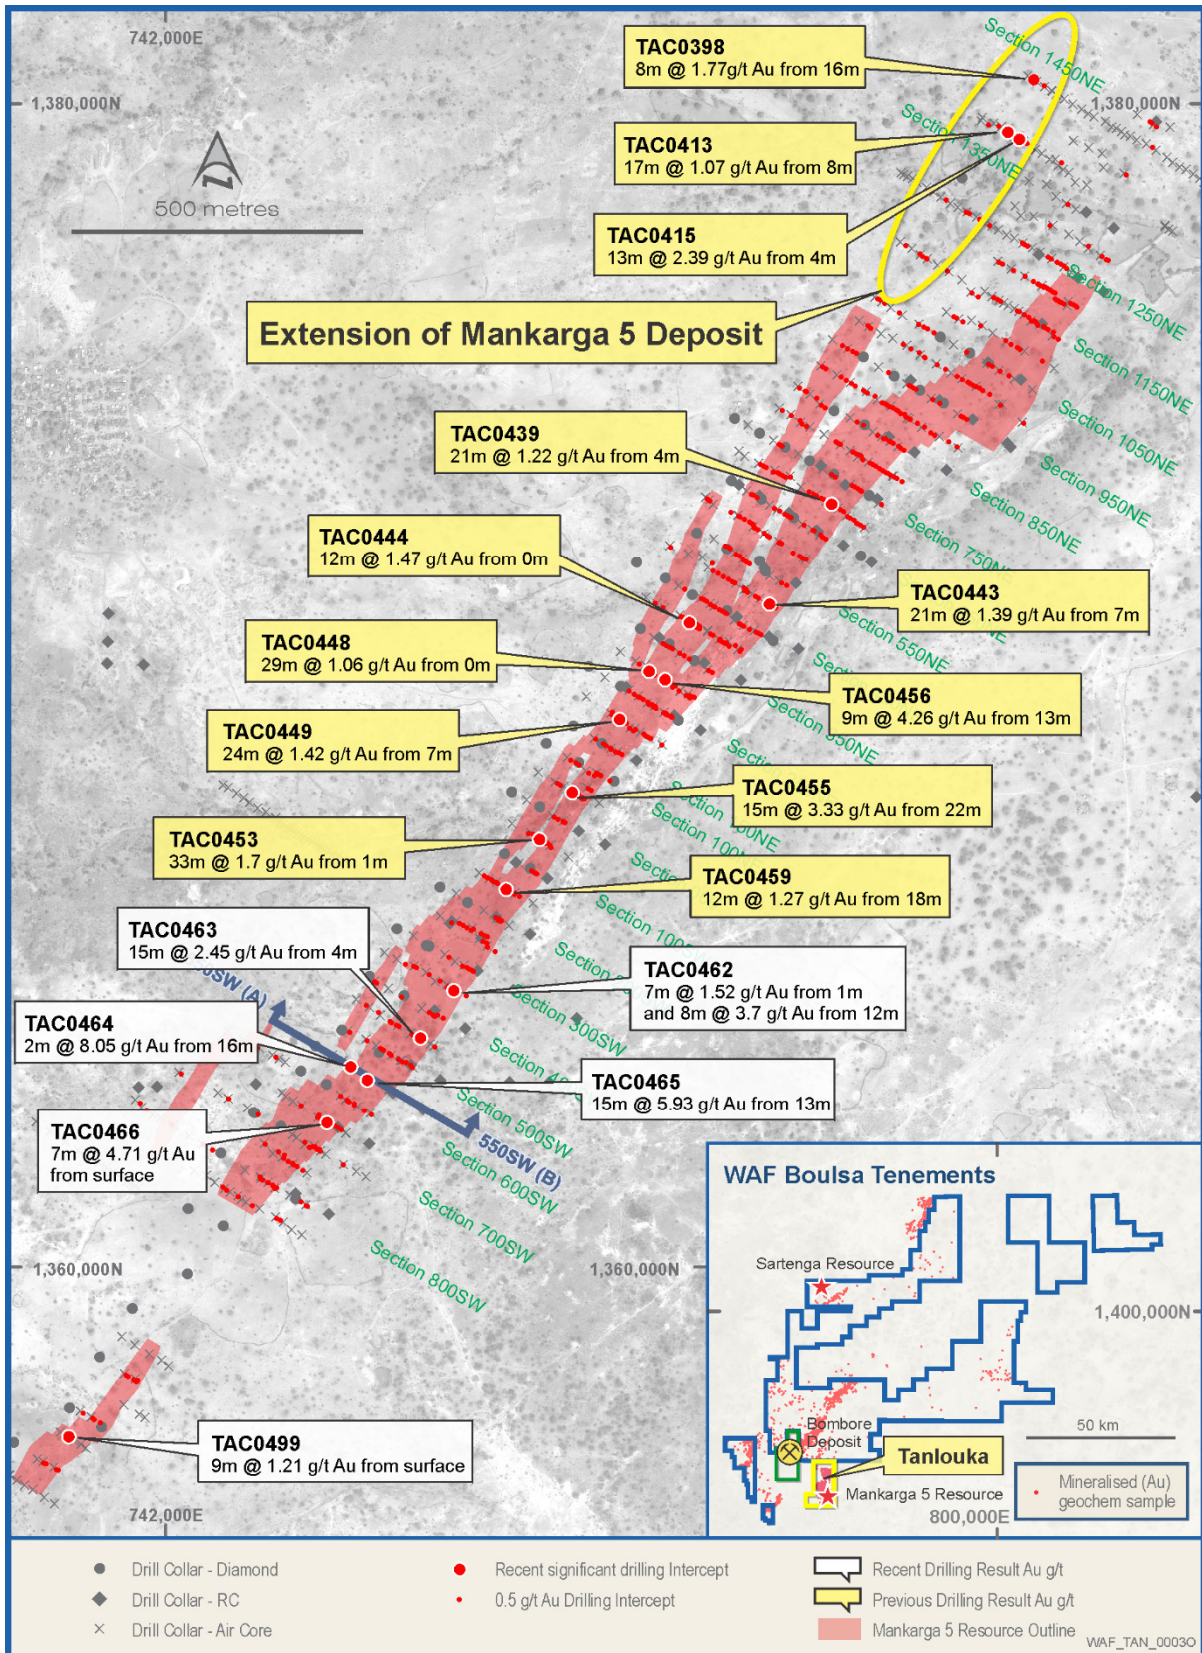 742,000E
1,380,000N
1,380,000N
500 metres
TAC0398
8m @ 1.77g/t Au from 16m
TAC0413
17m @ 1.07 g/t Au from 8m
TAC0415
13m @ 2.39 g/t Au from 4m
Extension of Mankarga 5 Deposit
Section 1450NE
Section 1350NE
Section 1250NE
Section 1150NE
Section 1050NE
Section 950NE
Section 850NE
Section 750NE
TAC0439
21m @ 1.22 g/t Au from 4m
TAC0444
12m @ 1.47 g/t Au from 0m
TAC0443
21m @ 1.39 g/t Au from 7m
Section 550NE
TAC0448
29m @ 1.06 g/t Au from 0m
TAC0456
9m @ 4.26 g/t Au from 13m
TAC0449
24m @ 1.42 g/t Au from 7m
TAC0455
15m @ 3.33 g/t Au from 22m
TAC0453
33m @ 1.7 g/t Au from 1m
TAC0459
12m @ 1.27 g/t Au from 18m
TAC0463
15m @ 2.45 g/t Au from 4m
TAC0462
7m @ 1.52 g/t Au from 1m
and 8m @ 3.7 g/t Au from 12m
Section 300SW
TAC0464
2m @ 8.05 g/t Au from 16m
TAC0465
15m @ 5.93 g/t Au from 13m
Section 500SW
550SW (B)
Section 600SW
Section 700SW
Section 800SW
TAC0466
7m @ 4.71 g/t Au
from surface
1,360,000N
1,360,000N
TAC0499
9m @ 1.21 g/t Au from surface
742,000E
WAF Boulsa Tenements
Sartenga Resource
1,400,000N
50 km
Bombore
Deposit
Tanlouka
Mankarga 5 Resource
800,000E
Mineralised (Au)
geochem sample
Drill Collar - Diamond
Drill Collar - RC
Drill Collar - Air Core
Recent significant drilling Intercept
0.5 g/t Au Drilling Intercept
Recent Drilling Result Au g/t
Previous Drilling Result Au g/t
Mankarga 5 Resource Outline
WAF_TAN_0003O